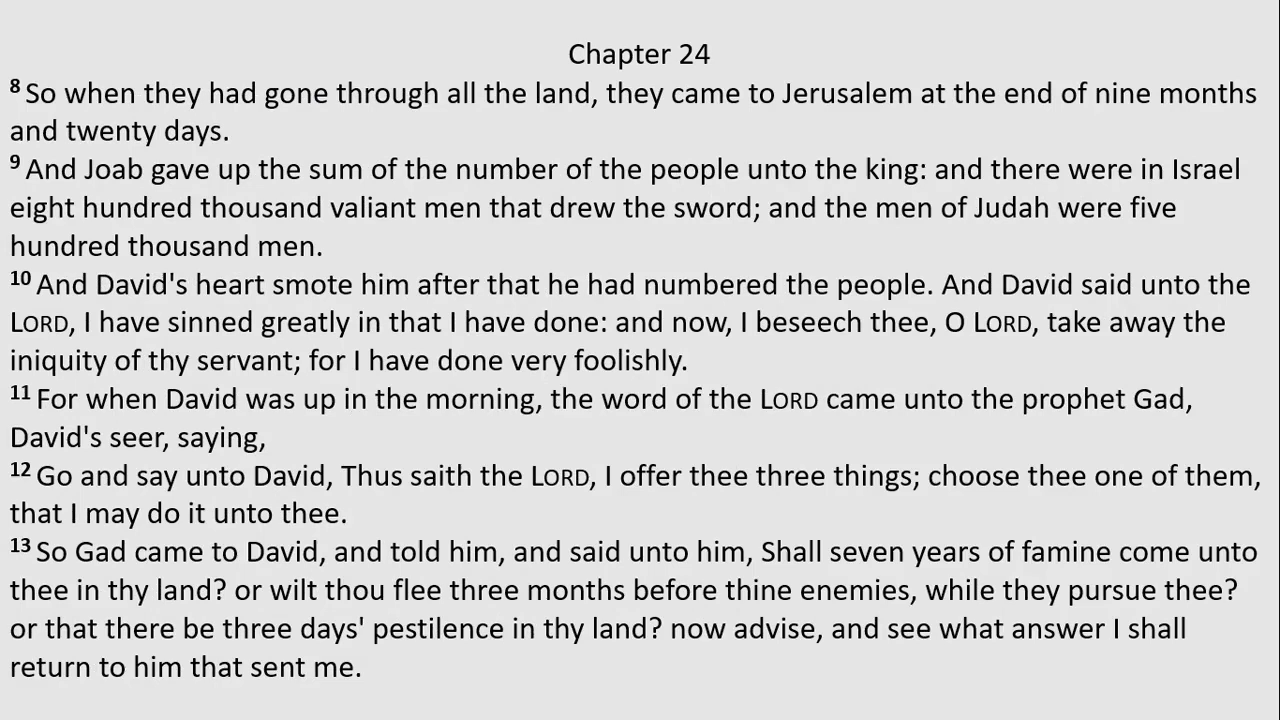 Chapter 24
8 So when they had gone through all the land, they came to Jerusalem at the end of nine months
and twenty days.
9 And Joab gave up the sum of the number of the people unto the king: and there were in Israel
eight hundred thousand valiant men that drew the sword; and the men of Judah were five
hundred thousand men.
10 And David's heart smote him after that he had numbered the people. And David said unto the
LORD, I have sinned greatly in that I have done: and now, I beseech thee, O LORD, take away the
iniquity of thy servant; for I have done very foolishly.
11 For when David was up in the morning, the word of the LORD came unto the prophet Gad,
David's seer, saying,
12 Go and say unto David, Thus saith the LORD, I offer thee three things; choose thee one of them,
that I may do it unto thee.
13 So Gad came to David, and told him, and said unto him, Shall seven years of famine come unto
thee in thy land? or wilt thou flee three months before thine enemies, while they pursue thee?
or that there be three days' pestilence in thy land? now advise, and see what answer I shall
return to him that sent me.